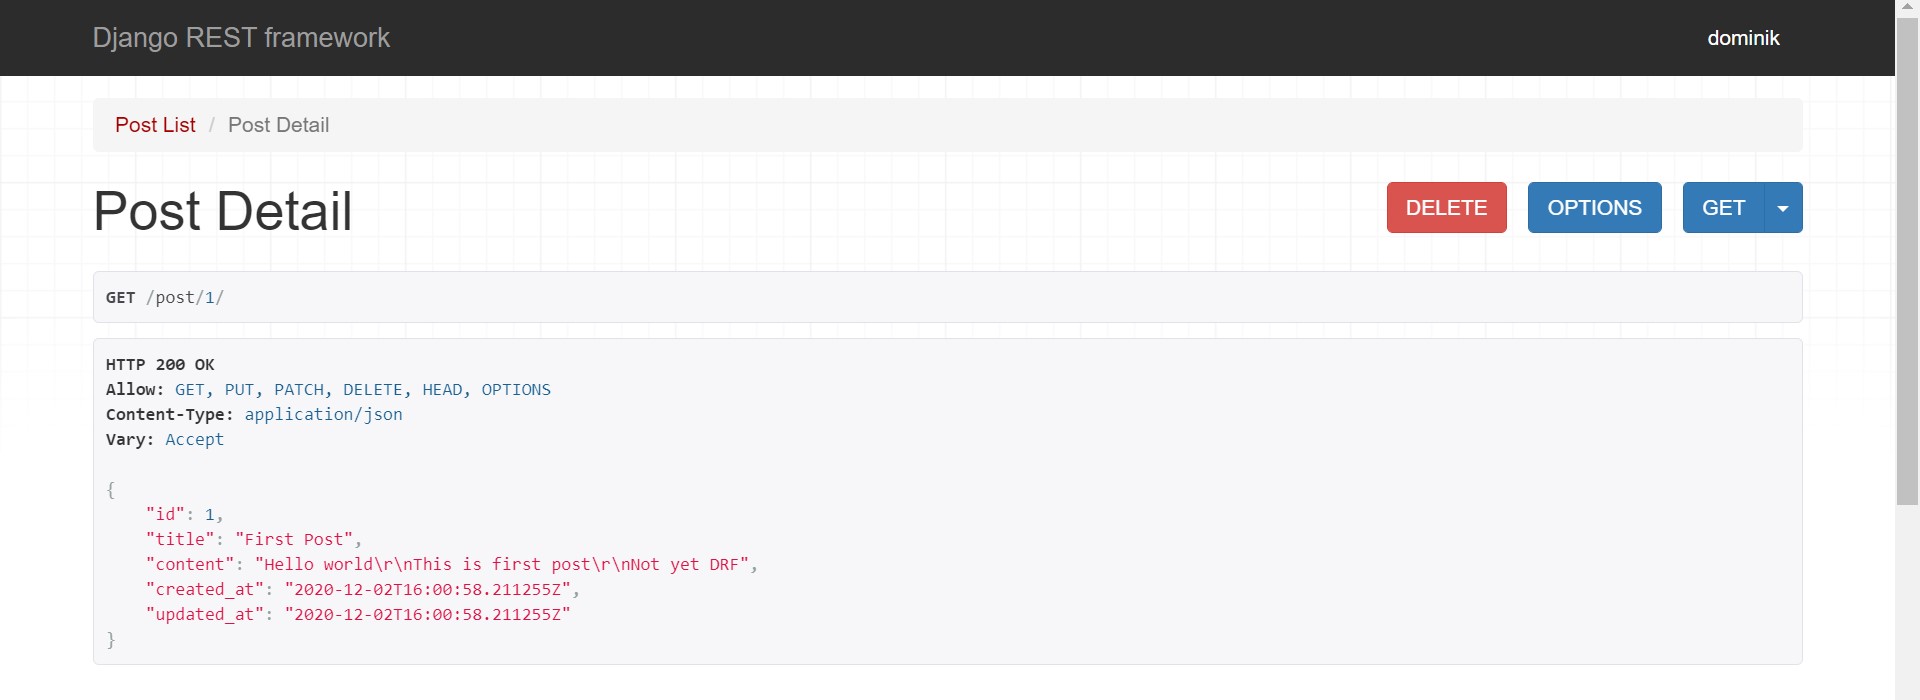 Django REST framework
dominik
Post List / Post Detail
Post Detail
DELETE
OPTIONS
GET
GET /post/1/
HTTP 200 OK
Allow: GET, PUT, PATCH, DELETE, HEAD, OPTIONS
Content-Type: application/json
Vary: Accept
{
    "id": 1,
    "title": "First Post",
    "content": "Hello world\r\nThis is first post\r\nNot yet DRF",
    "created_at": "2020-12-02T16:00:58.211255Z",
    "updated_at": "2020-12-02T16:00:58.211255Z"
}